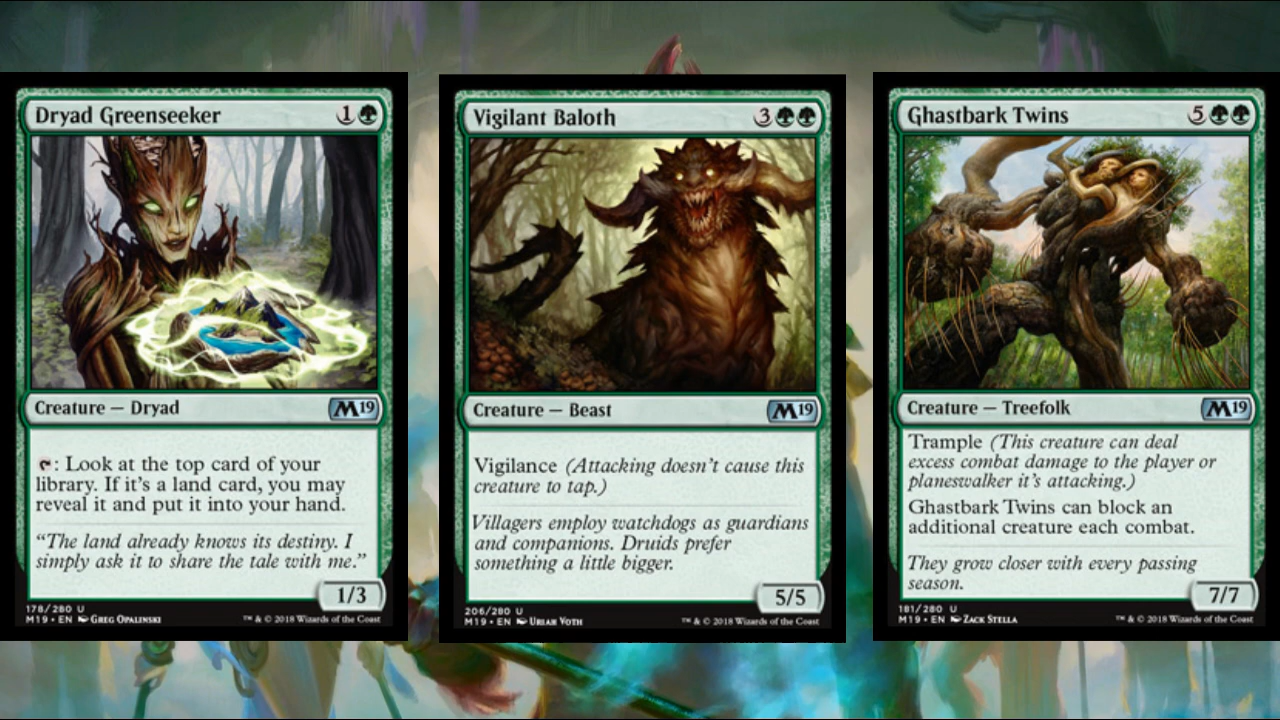 Dryad Greenseeker 1
Creature — Dryad M19
: Look at the top card of your
library. If it's a land card, you may
reveal it and put it into your hand.
“The land already knows its destiny. I
simply ask it to share the tale with me.”
1/3
178/280 U
M19 • EN Greg Opalinski ™ & © 2018 Wizards of the Coast
Vigilant Baloth 3
Creature — Beast M19
Vigilance (Attacking doesn't cause this
creature to tap.)
Villagers employ watchdogs as guardians
and companions. Druids prefer
something a little bigger.
5/5
206/280 U
M19 • EN Uriah Voth ™ & © 2018 Wizards of the Coast
Ghastbark Twins 5
Creature — Treefolk M19
Trample (This creature can deal
excess combat damage to the player or
planeswalker it's attacking.)
Ghastbark Twins can block an
additional creature each combat.
They grow closer with every passing
season.
7/7
181/280 U
M19 • EN Zack Stella ™ & © 2018 Wizards of the Coast